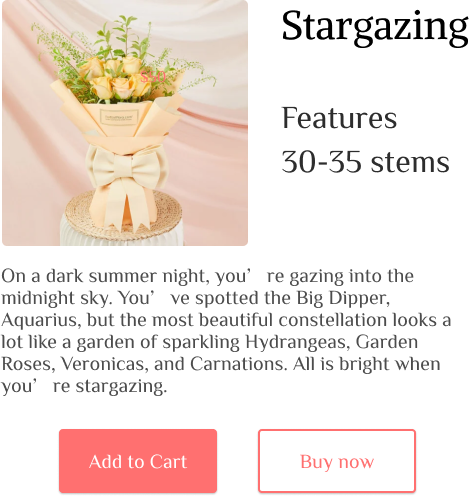 Stargazing
Features
30-35 stems
On a dark summer night, you’re gazing into the
midnight sky. You’ve spotted the Big Dipper,
Aquarius, but the most beautiful constellation looks a
lot like a garden of sparkling Hydrangeas, Garden
Roses, Veronicas, and Carnations. All is bright when
you’re stargazing.
Add to Cart
Buy now